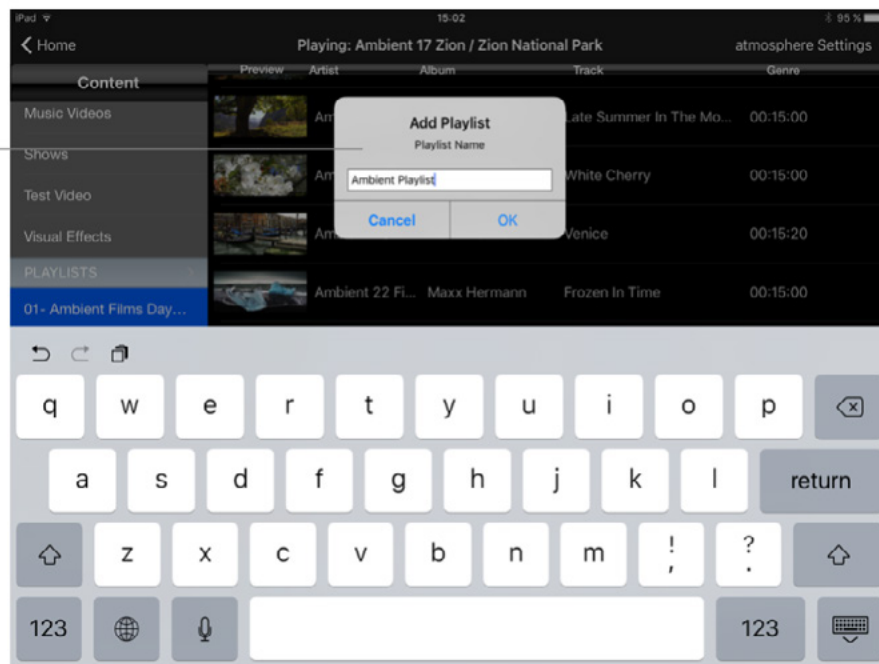 iPad 15:02 95 %
Home Playing: Ambient 17 Zion / Zion National Park atmosphere Settings
Content Preview Artist Album Track Genre
Music Videos Am Late Summer In The Mo... 00:15:00
Add Playlist
Playlist Name
Shows
Am White Cherry 00:15:00
Ambient Playlist
Test Video
Cancel OK
Visual Effects Am Venice 00:15:20
PLAYLISTS
Ambient 22 Fi... Maxx Hermann Frozen In Time 00:15:00
01- Ambient Films Day...
q w e r t y u i o p
a s d f g h j k l return
z x c v b n m ! , ? .
123 123